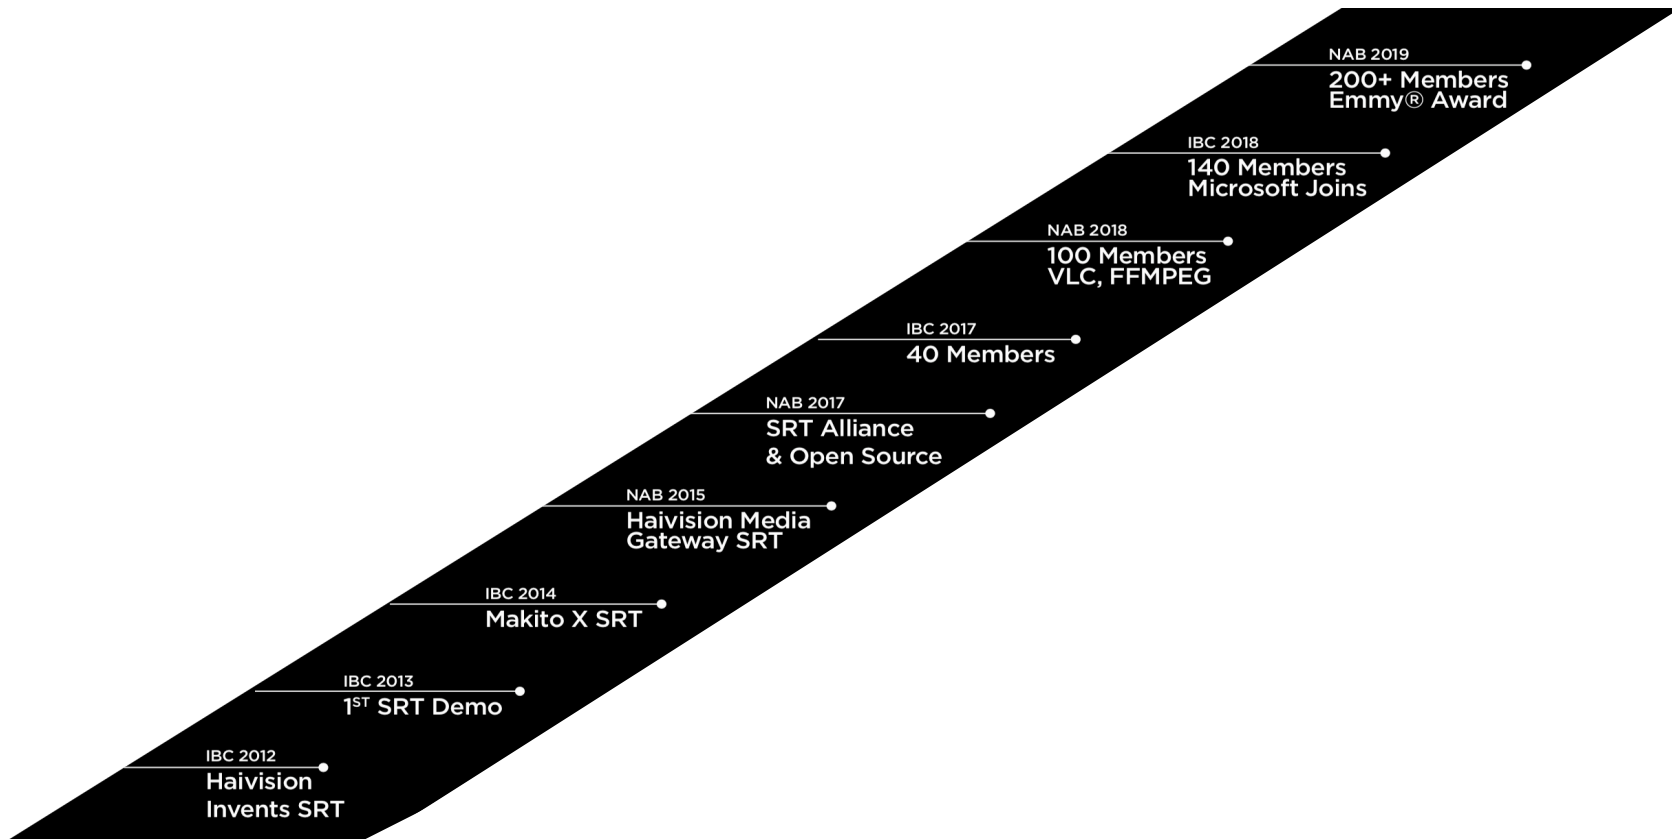 NAB 2019
200+ Members
Emmy® Award
IBC 2018
140 Members
Microsoft Joins
NAB 2018
100 Members
VLC, FFMPEG
IBC 2017
40 Members
NAB 2017
SRT Alliance
& Open Source
NAB 2015
Haivision Media
Gateway SRT
IBC 2014
Makito X SRT
IBC 2013
1ST SRT Demo
IBC 2012
Haivision
Invents SRT